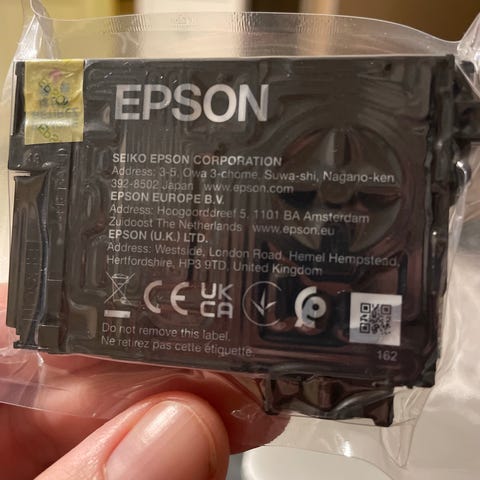 EPSON
SEIKO EPSON CORPORATION
Address: 3-5, Owa 3-chome, Suwa-shi, Nagano-ken
392-8502 Japan www.epson.com
EPSON EUROPE B.V.
Address: Hoogoorddreef 5, 1101 BA Amsterdam
Zuidoost The Netherlands www.epson.eu
EPSON (U.K.) LTD.
Address: Westside, London Road, Hemel Hempstead,
Hertfordshire, HP3 9TD, United Kingdom
CE UK CA
Do not remove this label.
Ne retirez pas cette étiquette.
162